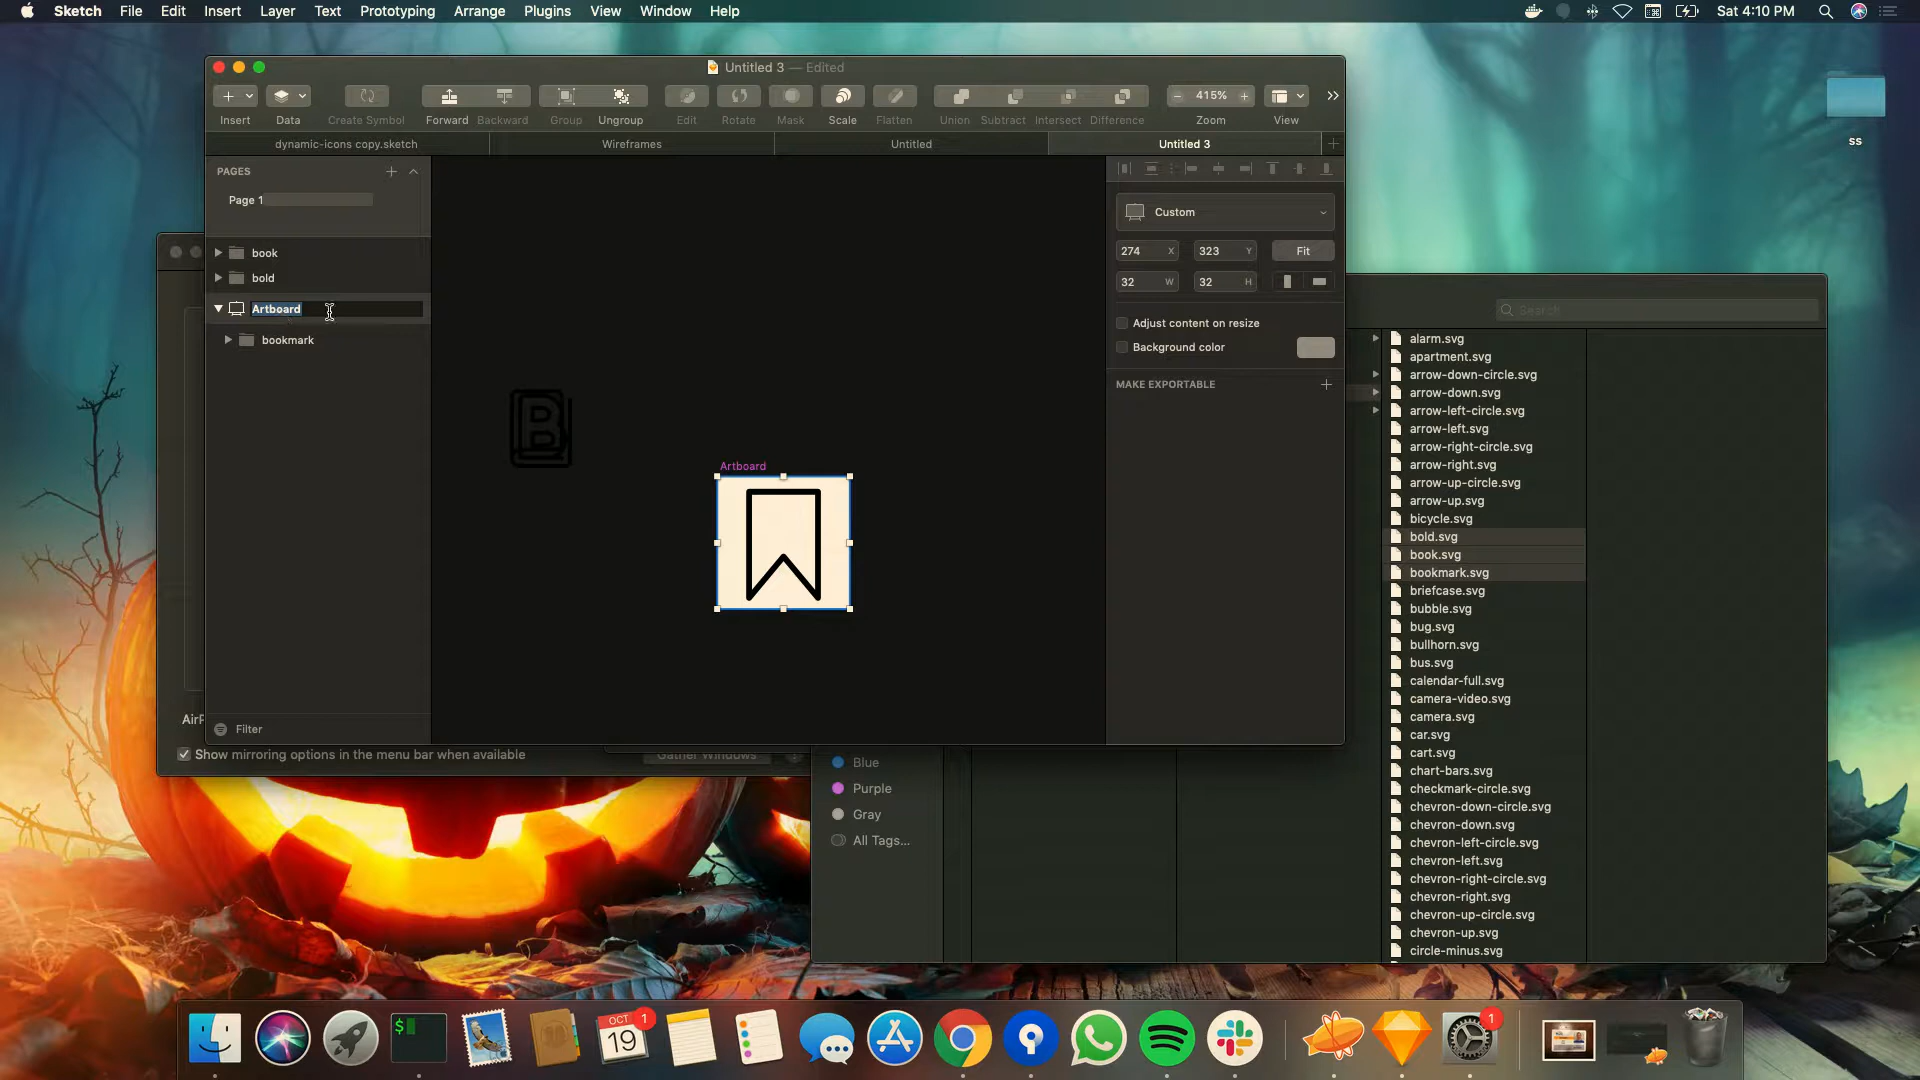 Sketch File Edit Insert Layer Text Prototyping Arrange Plugins View Window Help
Sat 4:10 PM
Untitled 3 — Edited
415%
Insert Data Create Symbol Forward Backward Group Ungroup Edit Rotate Mask Scale Flatten Union Subtract Intersect Difference Zoom View
dynamic-icons copy.sketch Wireframes Untitled Untitled 3
PAGES
Page 1
book
bold
Artboard
bookmark
Filter
Artboard
B
Custom
274 X 323 Y Fit
32 W 32 H
Adjust content on resize
Background color
MAKE EXPORTABLE
ss
Search
alarm.svg
apartment.svg
arrow-down-circle.svg
arrow-down.svg
arrow-left-circle.svg
arrow-left.svg
arrow-right-circle.svg
arrow-right.svg
arrow-up-circle.svg
arrow-up.svg
bicycle.svg
bold.svg
book.svg
bookmark.svg
briefcase.svg
bubble.svg
bug.svg
bullhorn.svg
bus.svg
calendar-full.svg
camera-video.svg
camera.svg
car.svg
cart.svg
chart-bars.svg
checkmark-circle.svg
chevron-down-circle.svg
chevron-down.svg
chevron-left-circle.svg
chevron-left.svg
chevron-right-circle.svg
chevron-right.svg
chevron-up-circle.svg
chevron-up.svg
circle-minus.svg
AirP
Show mirroring options in the menu bar when available
Gather Windows
Blue
Purple
Gray
All Tags...
$
OCT
1
19
1